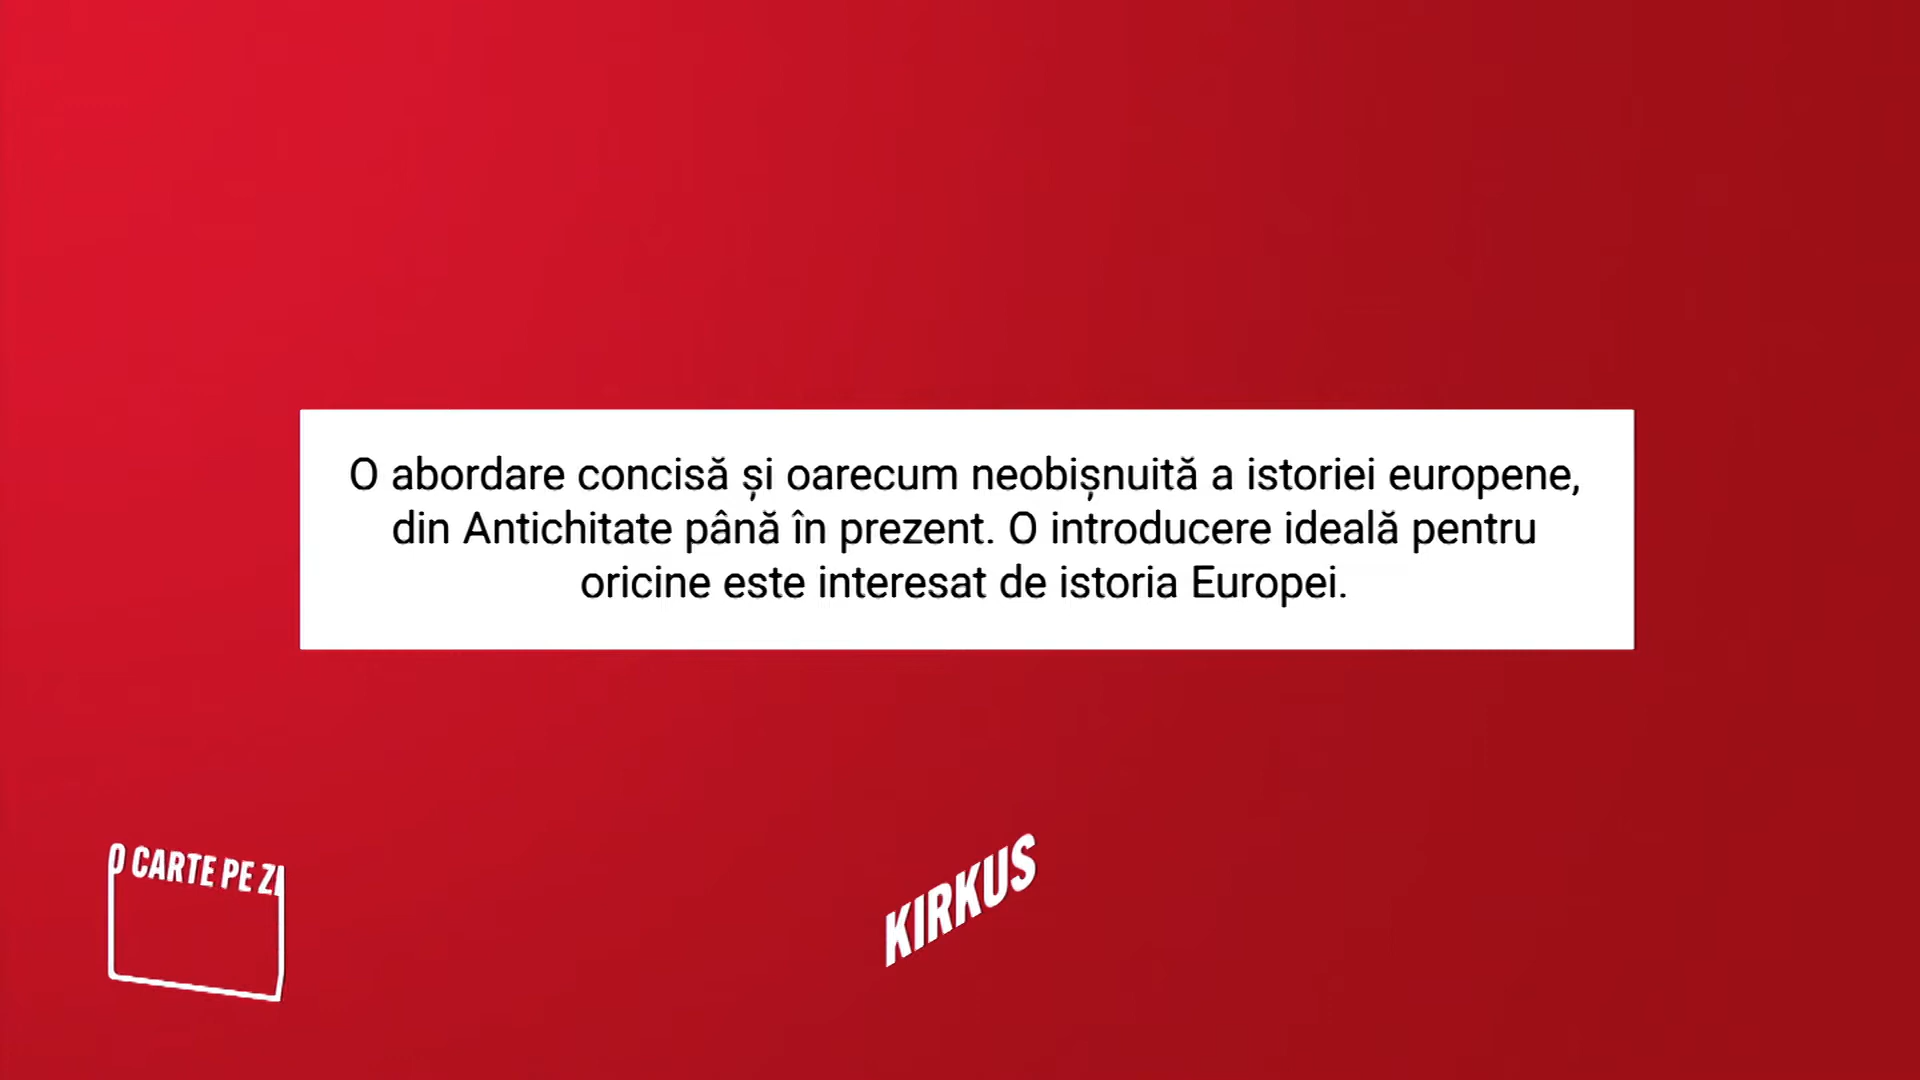 O abordare concisă și oarecum neobișnuită a istoriei europene,
din Antichitate până în prezent. O introducere ideală pentru
oricine este interesat de istoria Europei.
KIRKUS
O CARTE PE ZI